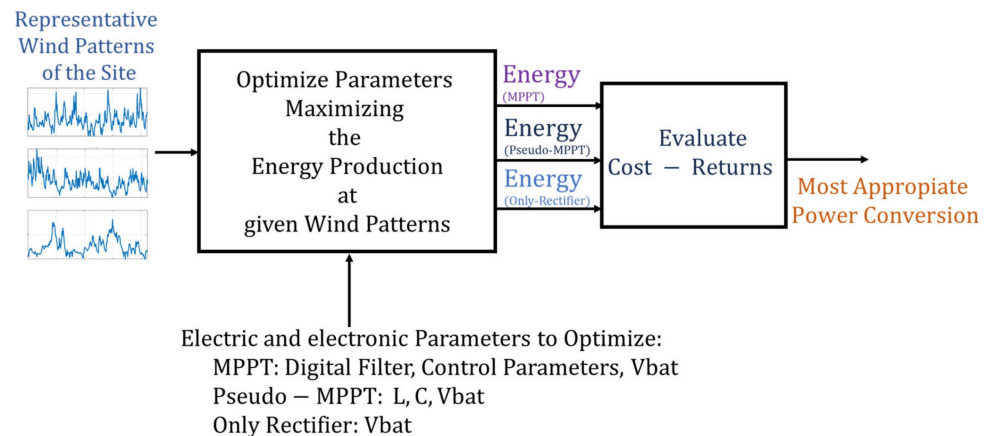 Representative
Wind Patterns
of the Site
Optimize Parameters
Maximizing
the
Energy Production
at
given Wind Patterns
Energy
(MPPT)
Energy
(Pseudo-MPPT)
Energy
(Only-Rectifier)
Evaluate
Cost − Returns
Most Appropiate
Power Conversion
Electric and electronic Parameters to Optimize:
MPPT: Digital Filter, Control Parameters, Vbat
Pseudo − MPPT: L, C, Vbat
Only Rectifier: Vbat